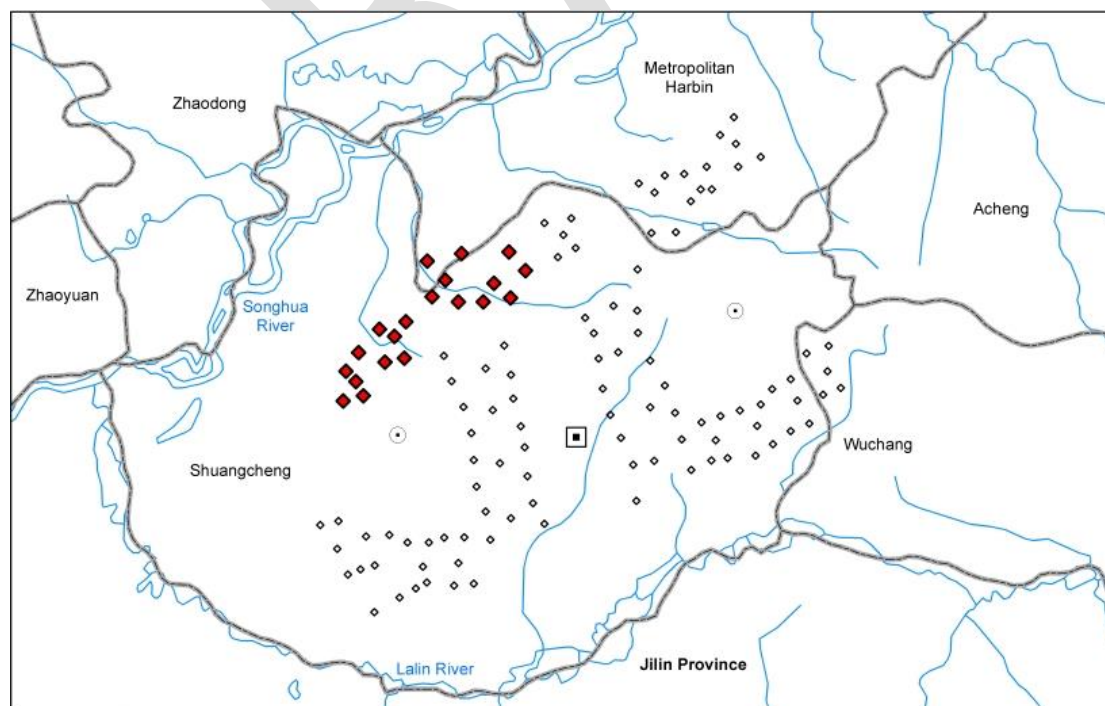 Metropolitan
Harbin
Zhaodong
Acheng
Zhaoyuan
Songhua
River
Shuangcheng
Wuchang
Lalin River
Jilin Province